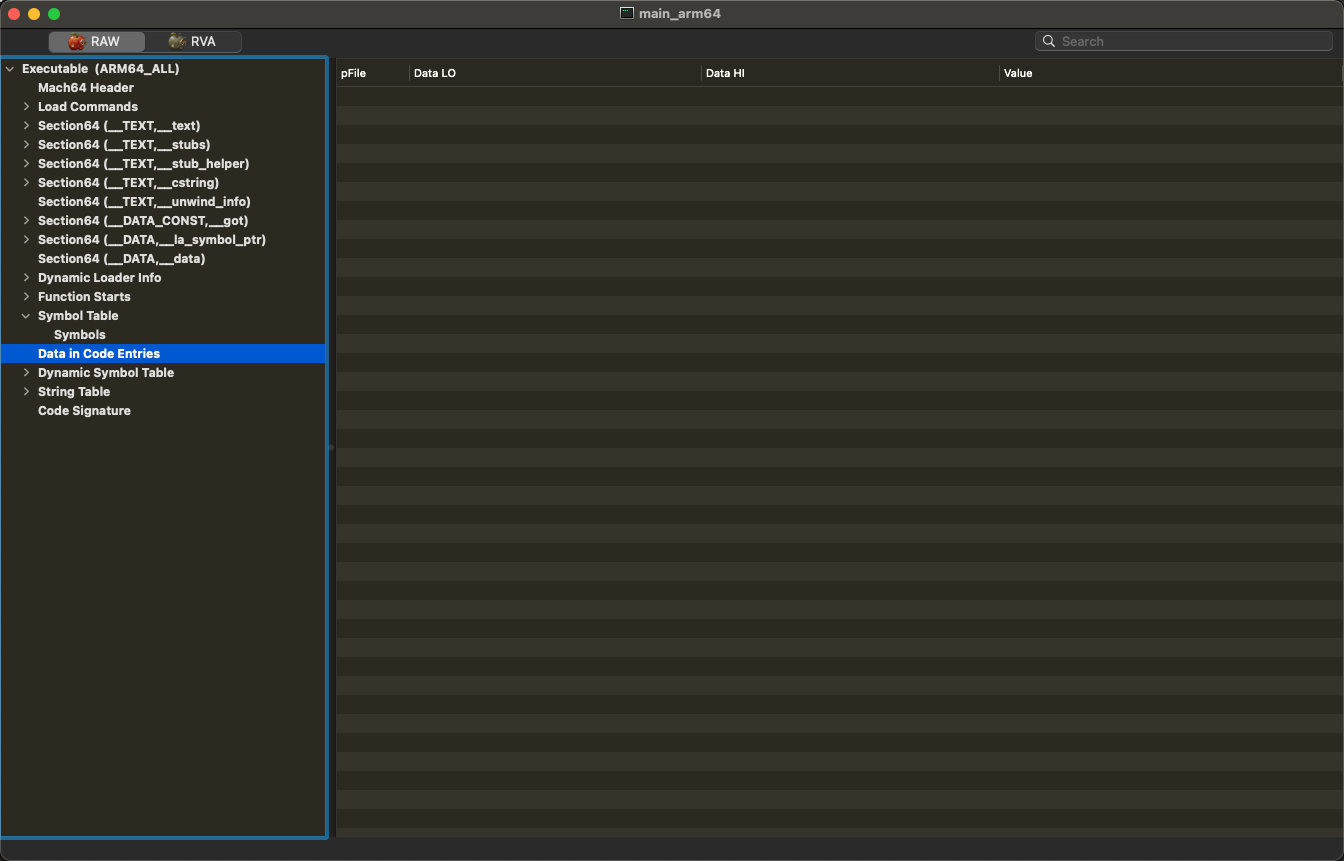 main_arm64
RAW RVA Search
Executable (ARM64_ALL)
pFile Data LO Data HI Value
Mach64 Header
Load Commands
Section64 (__TEXT,__text)
Section64 (__TEXT,__stubs)
Section64 (__TEXT,__stub_helper)
Section64 (__TEXT,__cstring)
Section64 (__TEXT,__unwind_info)
Section64 (__DATA_CONST,__got)
Section64 (__DATA,__la_symbol_ptr)
Section64 (__DATA,__data)
Dynamic Loader Info
Function Starts
Symbol Table
Symbols
Data in Code Entries
Dynamic Symbol Table
String Table
Code Signature